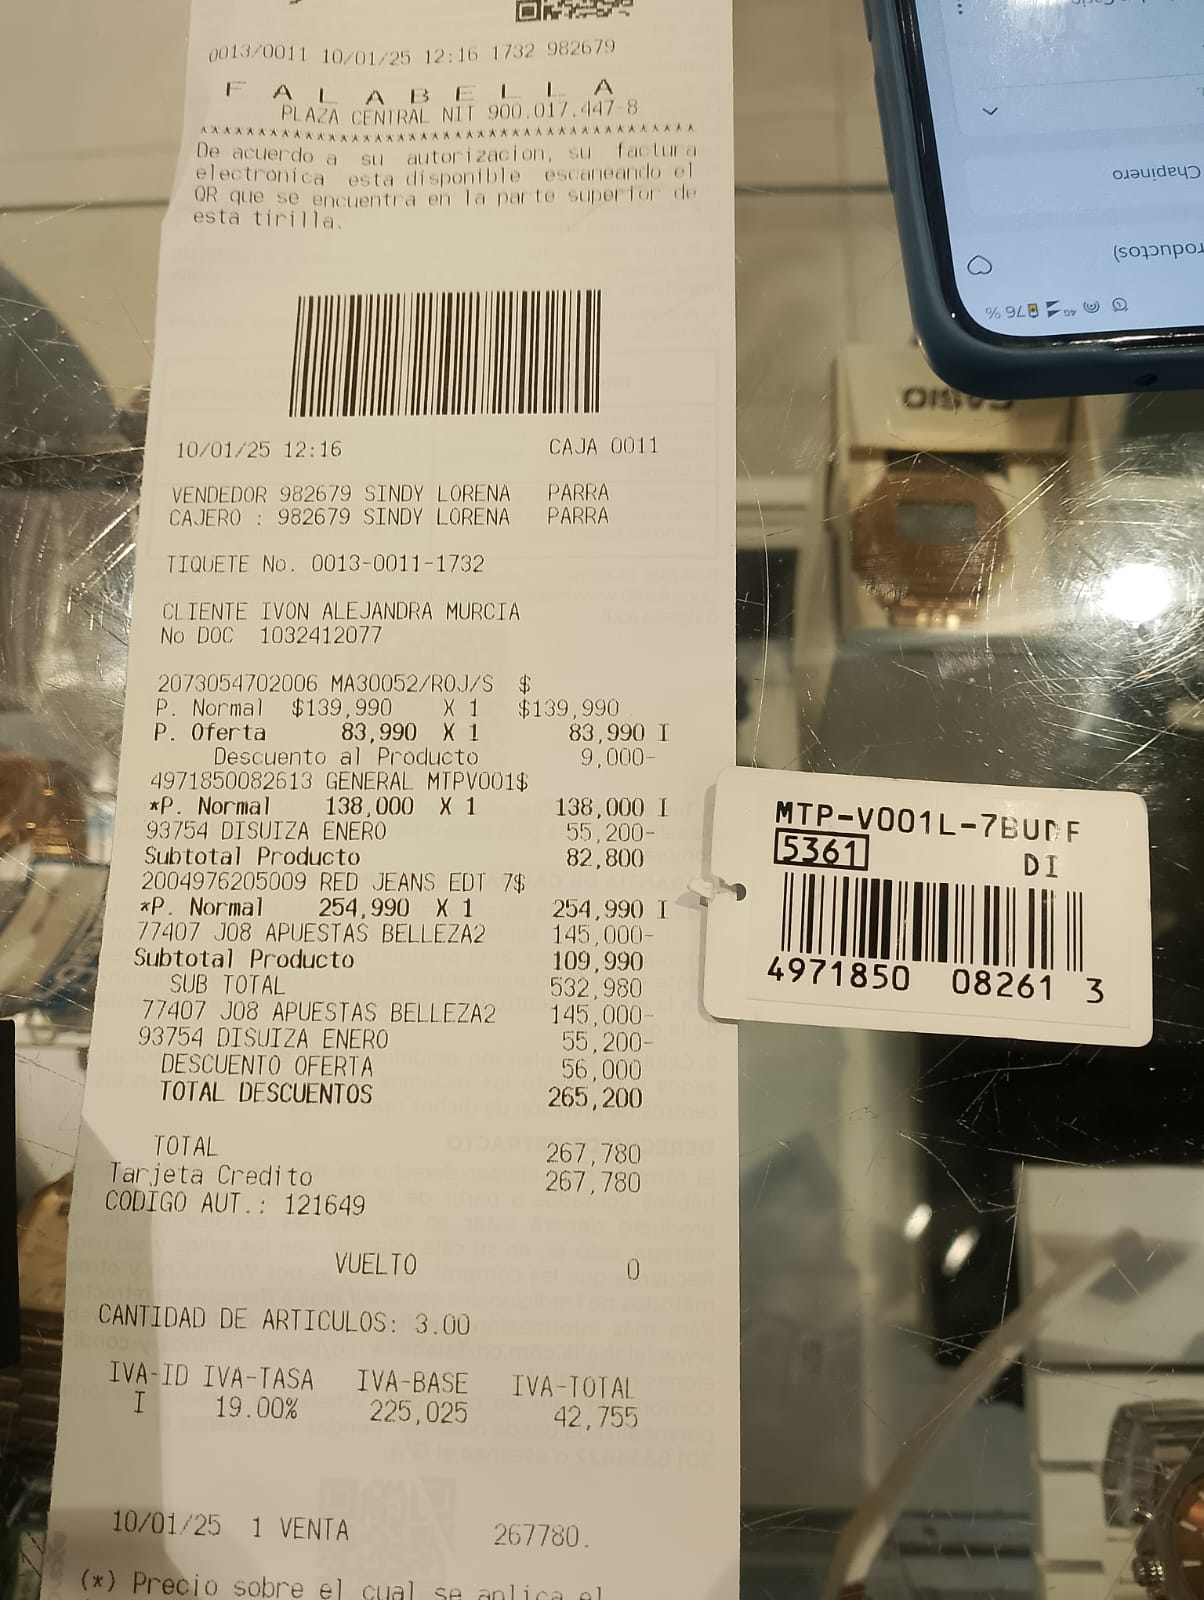 0013/0011 10/01/25 12:16 1732 982679
F A L A B E L L A
PLAZA CENTRAL NIT 900.017.447-8
****************************************
De acuerdo a su autorizacion, su factura
electronica esta disponible escaneando el
QR que se encuentra en la parte superior de
esta tirilla.
10/01/25 12:16 CAJA 0011
VENDEDOR 982679 SINDY LORENA PARRA
CAJERO : 982679 SINDY LORENA PARRA
TIQUETE No. 0013-0011-1732
CLIENTE IVON ALEJANDRA MURCIA
No DOC 1032412077
2073054702006 MA30052/ROJ/S $
P. Normal $139,990 X 1 $139,990
P. Oferta 83,990 X 1 83,990 I
Descuento al Producto 9,000-
4971850082613 GENERAL MTPV001$
*P. Normal 138,000 X 1 138,000 I
93754 DISUIZA ENERO 55,200-
Subtotal Producto 82,800
2004976205009 RED JEANS EDT 7$
*P. Normal 254,990 X 1 254,990 I
77407 J08 APUESTAS BELLEZA2 145,000-
Subtotal Producto 109,990
SUB TOTAL 532,980
77407 J08 APUESTAS BELLEZA2 145,000-
93754 DISUIZA ENERO 55,200-
DESCUENTO OFERTA 56,000
TOTAL DESCUENTOS 265,200
TOTAL 267,780
Tarjeta Credito 267,780
CODIGO AUT.: 121649
VUELTO 0
CANTIDAD DE ARTICULOS: 3.00
IVA-ID IVA-TASA IVA-BASE IVA-TOTAL
I 19.00% 225,025 42,755
10/01/25 1 VENTA 267780.
(*) Precio sobre el cual se aplica el
MTP-V001L-7BUDF
5361 DI
4971850 08261 3
Chapinero
roductos)
4G 76 %
CASIO